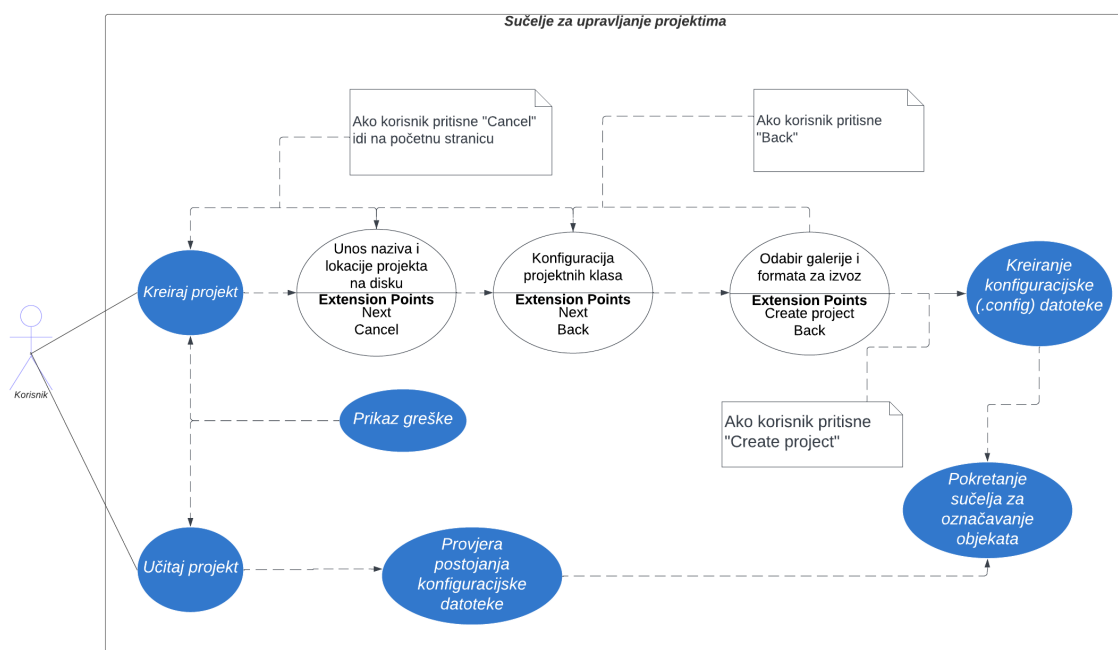 Sučelje za upravljanje projektima
Ako korisnik pritisne "Cancel"
idi na početnu stranicu
Ako korisnik pritisne
"Back"
Kreiraj projekt
Unos naziva i
lokacije projekta
na disku
Extension Points
Next
Cancel
Konfiguracija
projektnih klasa
Extension Points
Next
Back
Odabir galerije i
formata za izvoz
Extension Points
Create project
Back
Kreiranje
konfiguracijske
(.config) datoteke
Korisnik
Prikaz greške
Ako korisnik pritisne
"Create project"
Pokretanje
sučelja za
označavanje
objekata
Učitaj projekt
Provjera
postojanja
konfiguracijske
datoteke